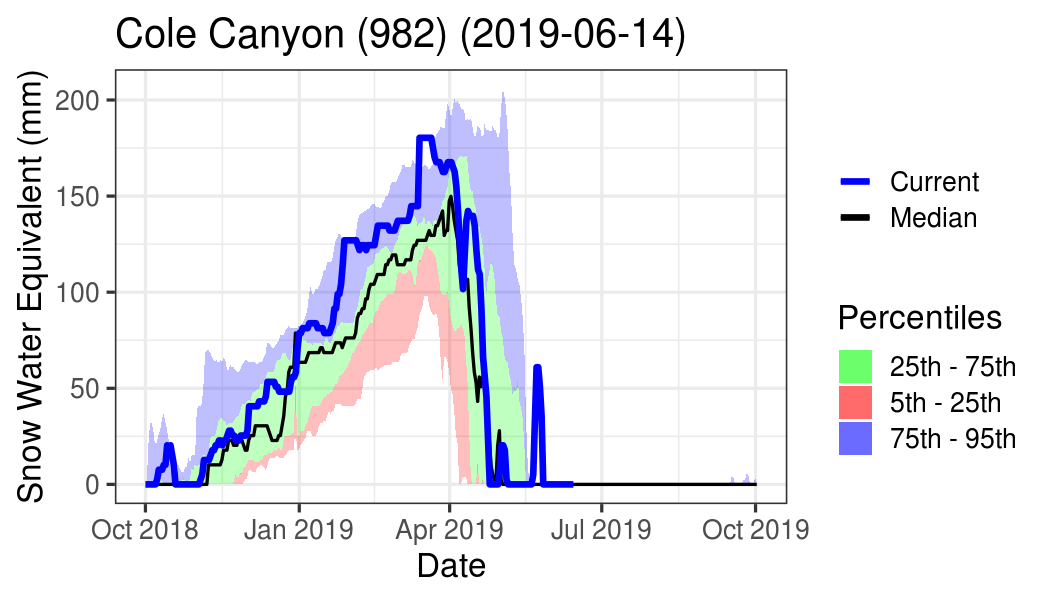 Cole Canyon (982) (2019-06-14)
Snow Water Equivalent (mm)
200
150
100
50
0
Oct 2018
Jan 2019
Apr 2019
Jul 2019
Oct 2019
Date
Current
Median
Percentiles
25th - 75th
5th - 25th
75th - 95th